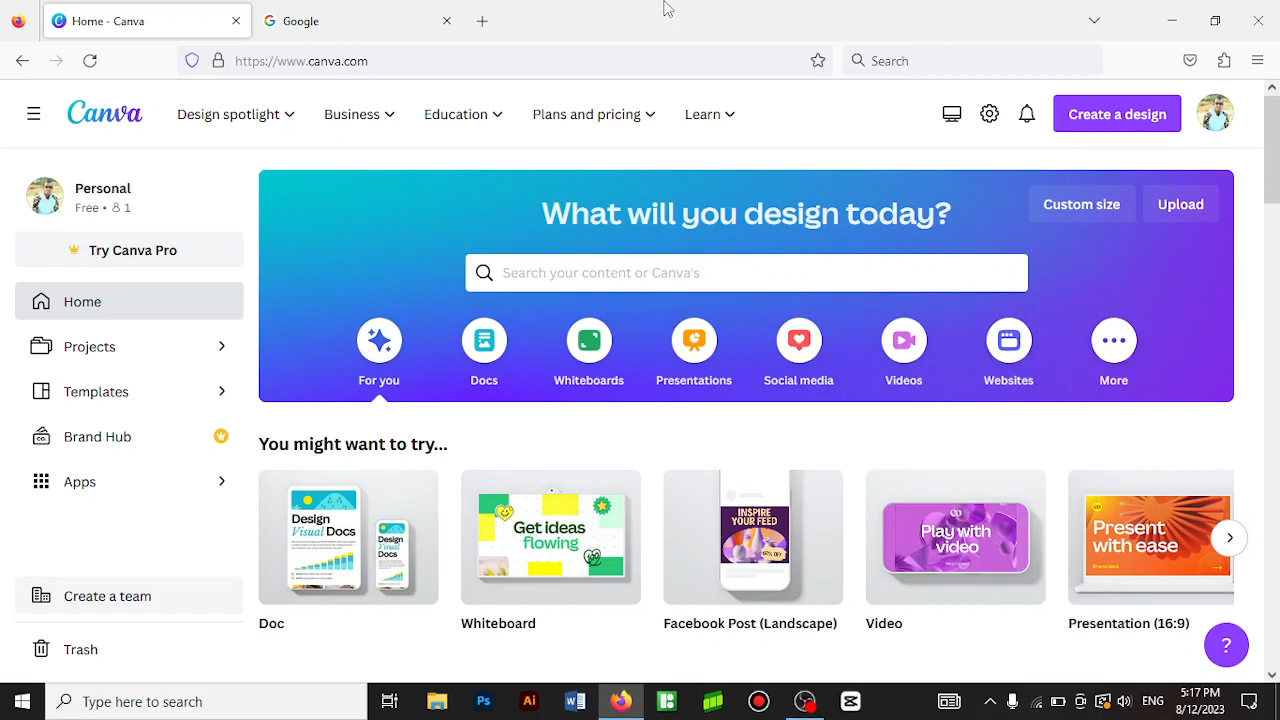 Home - Canva
Google
https://www.canva.com
Search
Canva
Design spotlight
Business
Education
Plans and pricing
Learn
Create a design
Personal
Free • 1
Try Canva Pro
Home
Projects
Templates
Brand Hub
Apps
Create a team
Trash
What will you design today?
Custom size
Upload
Search your content or Canva's
For you
Docs
Whiteboards
Presentations
Social media
Videos
Websites
More
You might want to try...
Design
Visual Docs
Design
Visual
Docs
Get ideas
flowing
INSPIRE
YOUR FEED
Play with
video
Present
with ease
Doc
Whiteboard
Facebook Post (Landscape)
Video
Presentation (16:9)
?
Type here to search
Ps
Ai
ENG
5:17 PM
8/12/2023